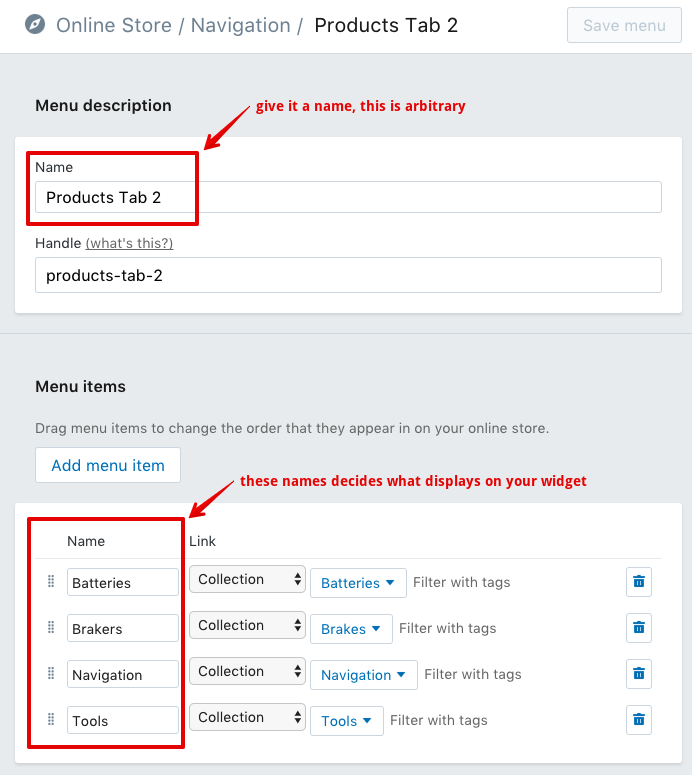 Online Store / Navigation / Products Tab 2 Save menu
Menu description
give it a name, this is arbitrary
Name
Products Tab 2
Handle (what's this?)
products-tab-2
Menu items
Drag menu items to change the order that they appear in on your online store.
Add menu item
these names decides what displays on your widget
Name Link
Batteries Collection Batteries Filter with tags
Brakers Collection Brakes Filter with tags
Navigation Collection Navigation Filter with tags
Tools Collection Tools Filter with tags